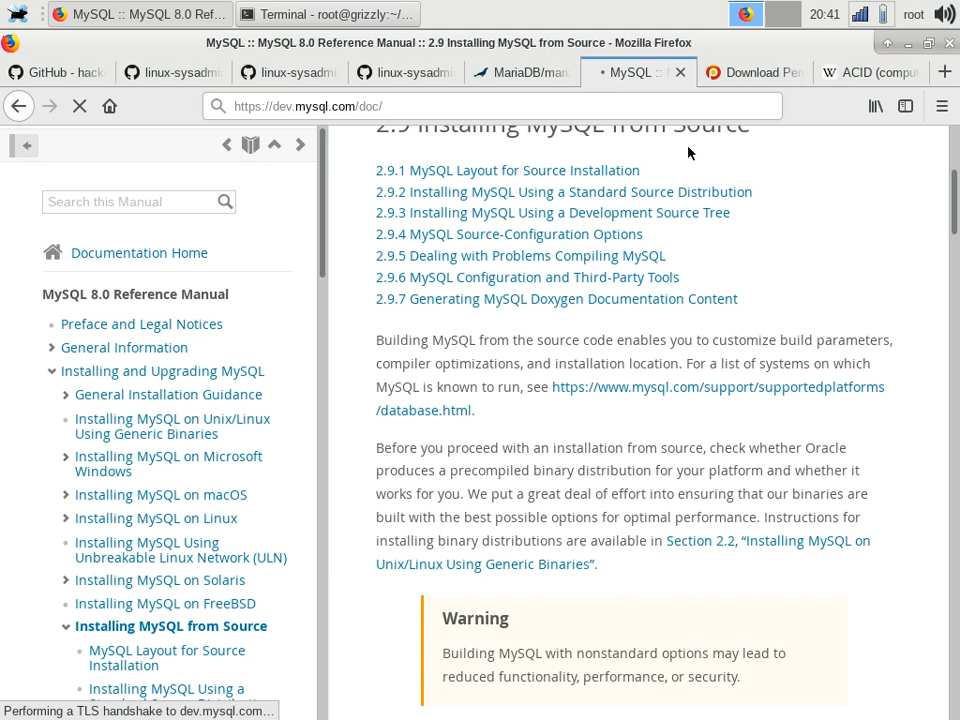 MySQL :: MySQL 8.0 Ref...
Terminal - root@grizzly:~/...
20:41
root
MySQL :: MySQL 8.0 Reference Manual :: 2.9 Installing MySQL from Source - Mozilla Firefox
GitHub - hack
linux-sysadmi
linux-sysadmi
linux-sysadmi
MariaDB/mari
MySQL ::
Download Per
ACID (comput
https://dev.mysql.com/doc/
Search this Manual
Documentation Home
MySQL 8.0 Reference Manual
Preface and Legal Notices
General Information
Installing and Upgrading MySQL
General Installation Guidance
Installing MySQL on Unix/Linux
Using Generic Binaries
Installing MySQL on Microsoft
Windows
Installing MySQL on macOS
Installing MySQL on Linux
Installing MySQL Using
Unbreakable Linux Network (ULN)
Installing MySQL on Solaris
Installing MySQL on FreeBSD
Installing MySQL from Source
MySQL Layout for Source
Installation
Installing MySQL Using a
Performing a TLS handshake to dev.mysql.com...
2.9 Installing MySQL from Source
2.9.1 MySQL Layout for Source Installation
2.9.2 Installing MySQL Using a Standard Source Distribution
2.9.3 Installing MySQL Using a Development Source Tree
2.9.4 MySQL Source-Configuration Options
2.9.5 Dealing with Problems Compiling MySQL
2.9.6 MySQL Configuration and Third-Party Tools
2.9.7 Generating MySQL Doxygen Documentation Content
Building MySQL from the source code enables you to customize build parameters,
compiler optimizations, and installation location. For a list of systems on which
MySQL is known to run, see https://www.mysql.com/support/supportedplatforms
/database.html.
Before you proceed with an installation from source, check whether Oracle
produces a precompiled binary distribution for your platform and whether it
works for you. We put a great deal of effort into ensuring that our binaries are
built with the best possible options for optimal performance. Instructions for
installing binary distributions are available in Section 2.2, “Installing MySQL on
Unix/Linux Using Generic Binaries”.
Warning
Building MySQL with nonstandard options may lead to
reduced functionality, performance, or security.